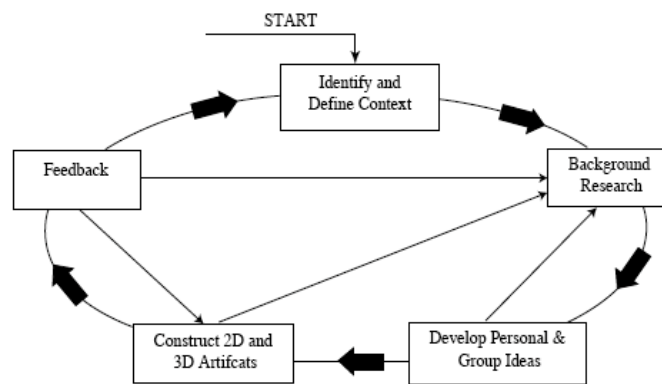 START
Identify and
Define Context
Feedback
Background
Research
Construct 2D and
3D Artifcats
Develop Personal &
Group Ideas